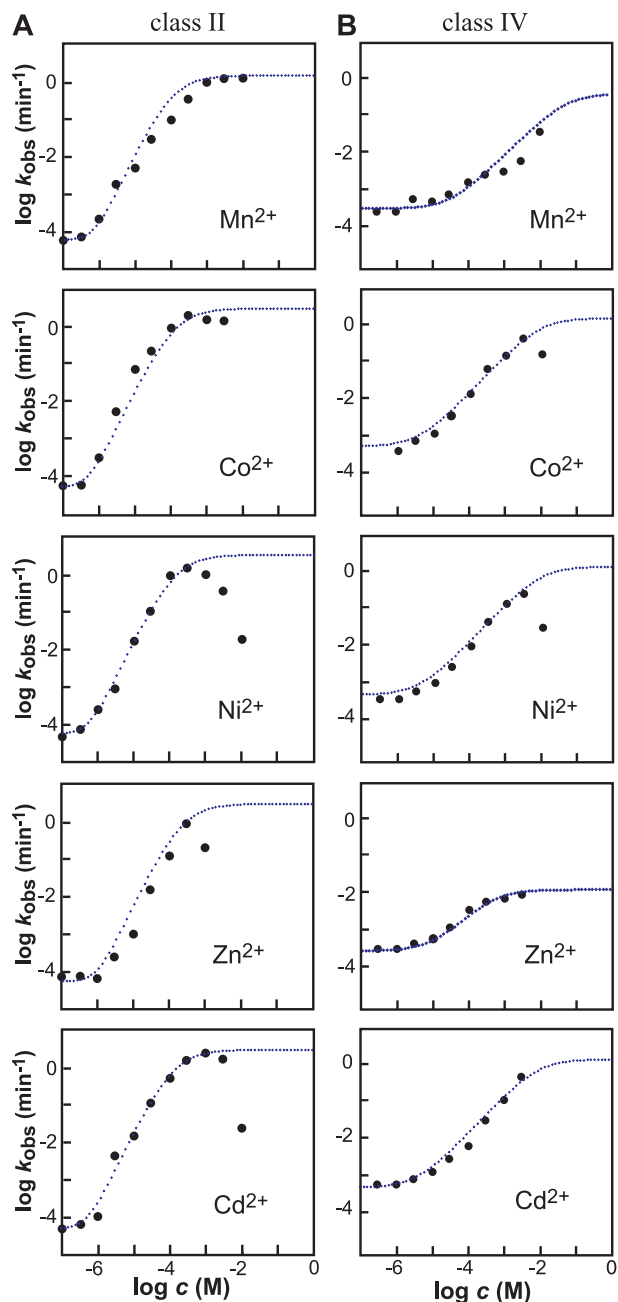 A class II B class IV
log kobs (min-1)
0
-2
-4
Mn2+
0
-2
-4
Mn2+
log kobs (min-1)
0
-2
-4
Co2+
0
-2
-4
Co2+
log kobs (min-1)
0
-2
-4
Ni2+
0
-2
-4
Ni2+
log kobs (min-1)
0
-2
-4
Zn2+
0
-2
-4
Zn2+
log kobs (min-1)
0
-2
-4
Cd2+
0
-2
-4
Cd2+
-6 -4 -2 0 -6 -4 -2 0
log c (M) log c (M)